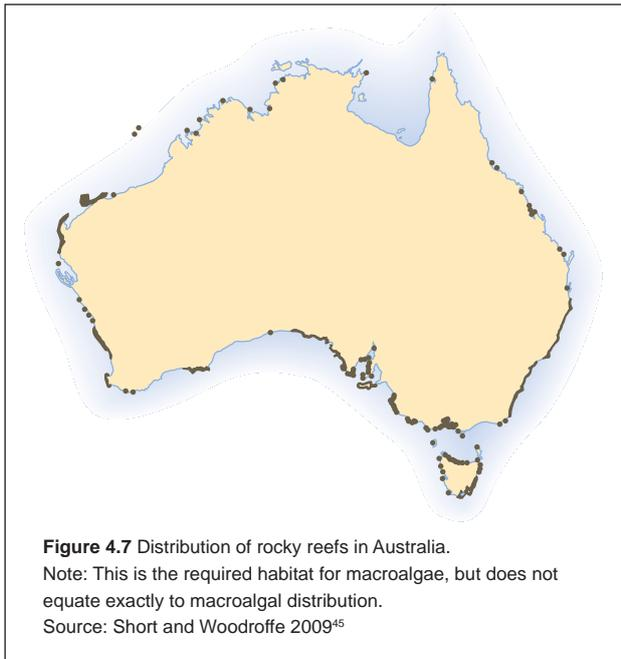 Figure 4.7 Distribution of rocky reefs in Australia.
Note: This is the required habitat for macroalgae, but does not
equate exactly to macroalgal distribution.
Source: Short and Woodroffe 2009⁴⁵